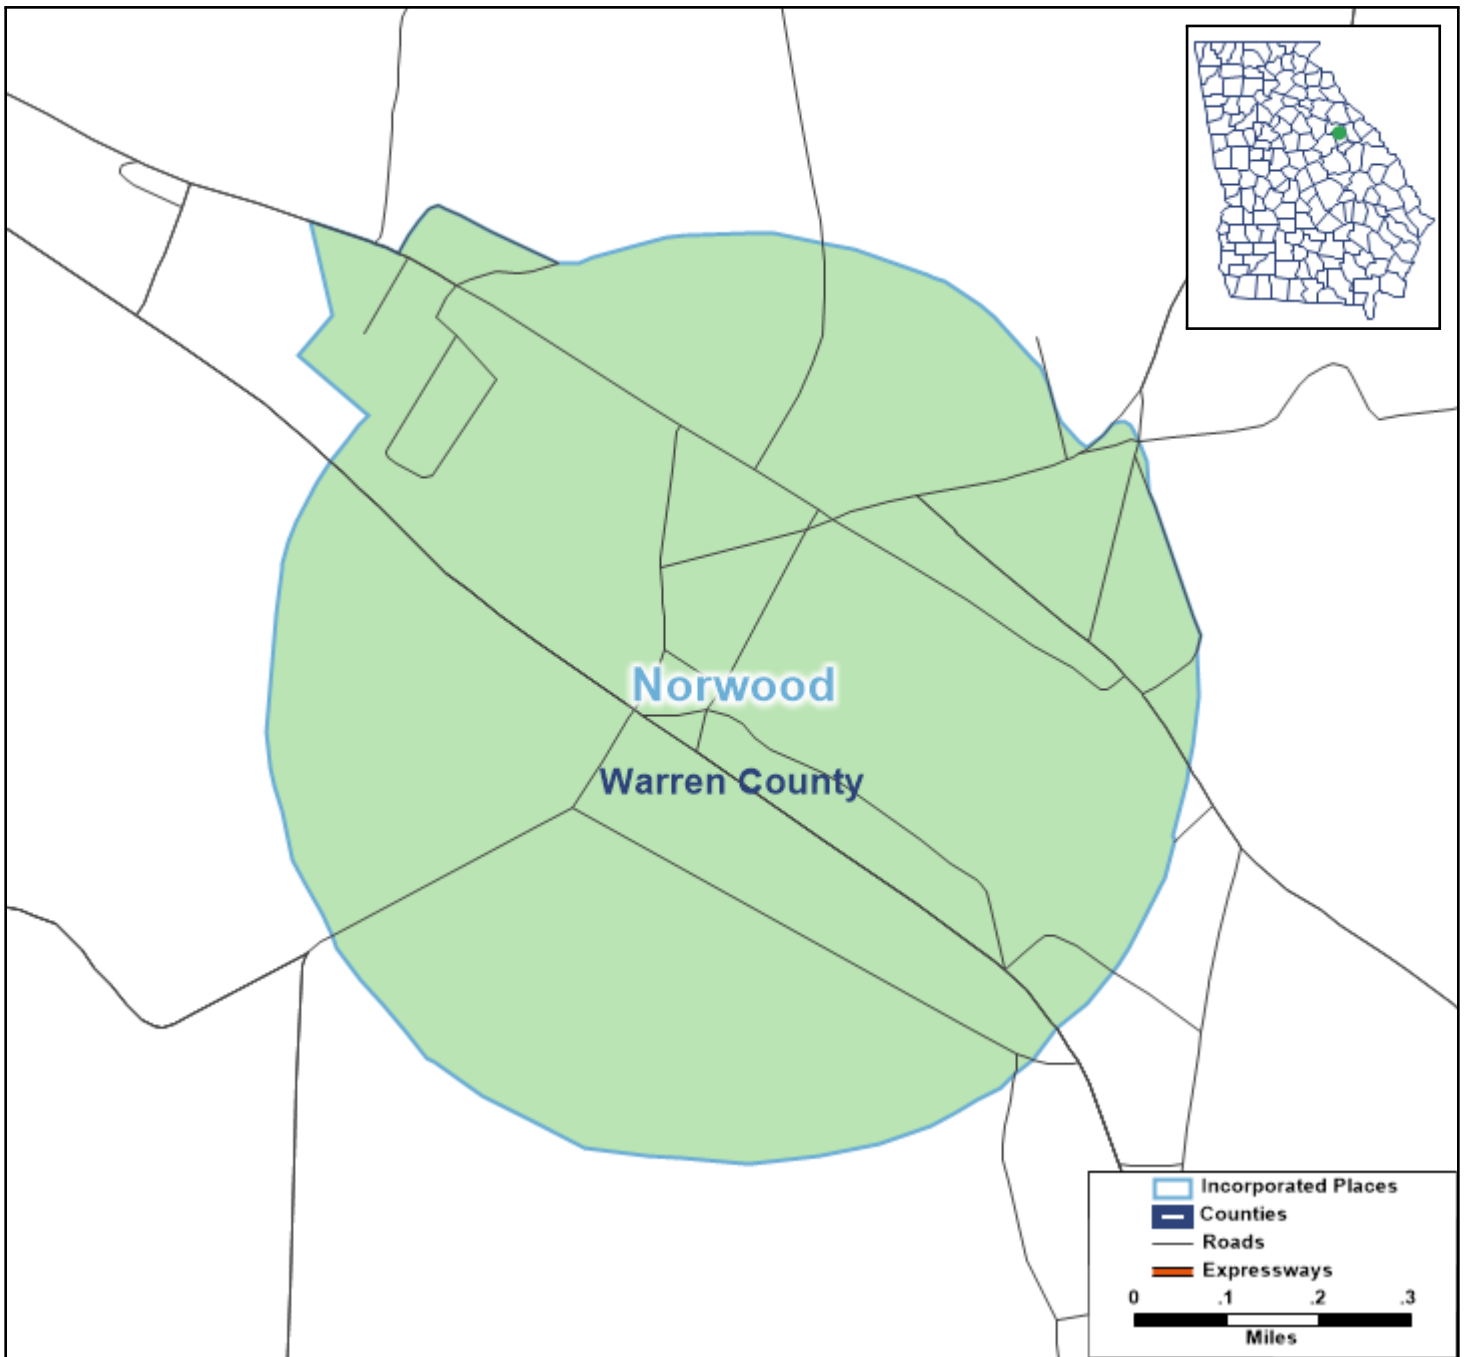 Norwood
Warren County
Incorporated Places
Counties
Roads
Expressways
0 .1 .2 .3
Miles